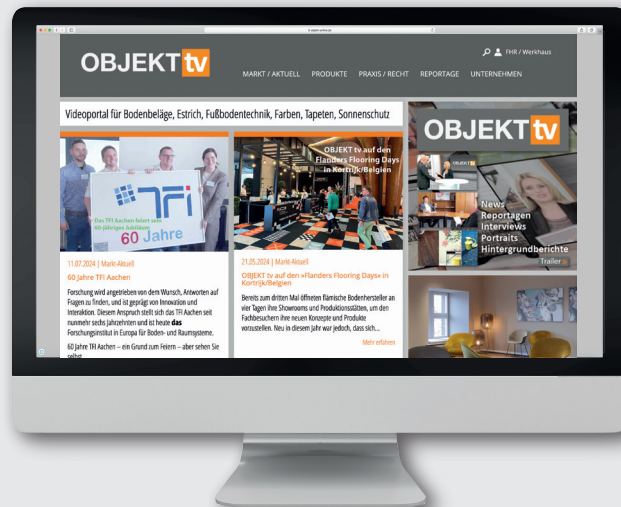 OBJEKT tv
FHR / Werkhaus
MARKT / AKTUELL PRODUKTE PRAXIS / RECHT REPORTAGE UNTERNEHMEN
Videoportal für Bodenbeläge, Estrich, Fußbodentechnik, Farben, Tapeten, Sonnenschutz
TFI
Das TFI Aachen feiert sein
60-jähriges Jubiläum
60 Jahre
11.07.2024 | Markt-Aktuell
60 Jahre TFI Aachen
Forschung wird angetrieben von dem Wunsch, Antworten auf
Fragen zu finden, und ist geprägt von Innovation und
Interaktion. Diesem Anspruch stellt sich das TFI Aachen seit
nunmehr sechs Jahrzehnten und ist heute das
Forschungsinstitut in Europa für Boden- und Raumsysteme.
60 Jahre TFI Aachen – ein Grund zum Feiern – aber sehen Sie
selbst
OBJEKT tv auf den
Flanders Flooring Days
in Kortrijk/Belgien
21.05.2024 | Markt-Aktuell
OBJEKT tv auf den »Flanders Flooring Days« in
Kortrijk/Belgien
Bereits zum dritten Mal öffneten flämische Bodenhersteller an
vier Tagen ihre Showrooms und Produktionsstätten, um den
Fachbesuchern ihre neuen Konzepte und Produkte
vorzustellen. Neu in diesem Jahr war jedoch, dass sich...
Mehr erfahren
OBJEKT tv
OBJEKT tv
News
Reportagen
Interviews
Portraits
Hintergrundberichte
Trailer